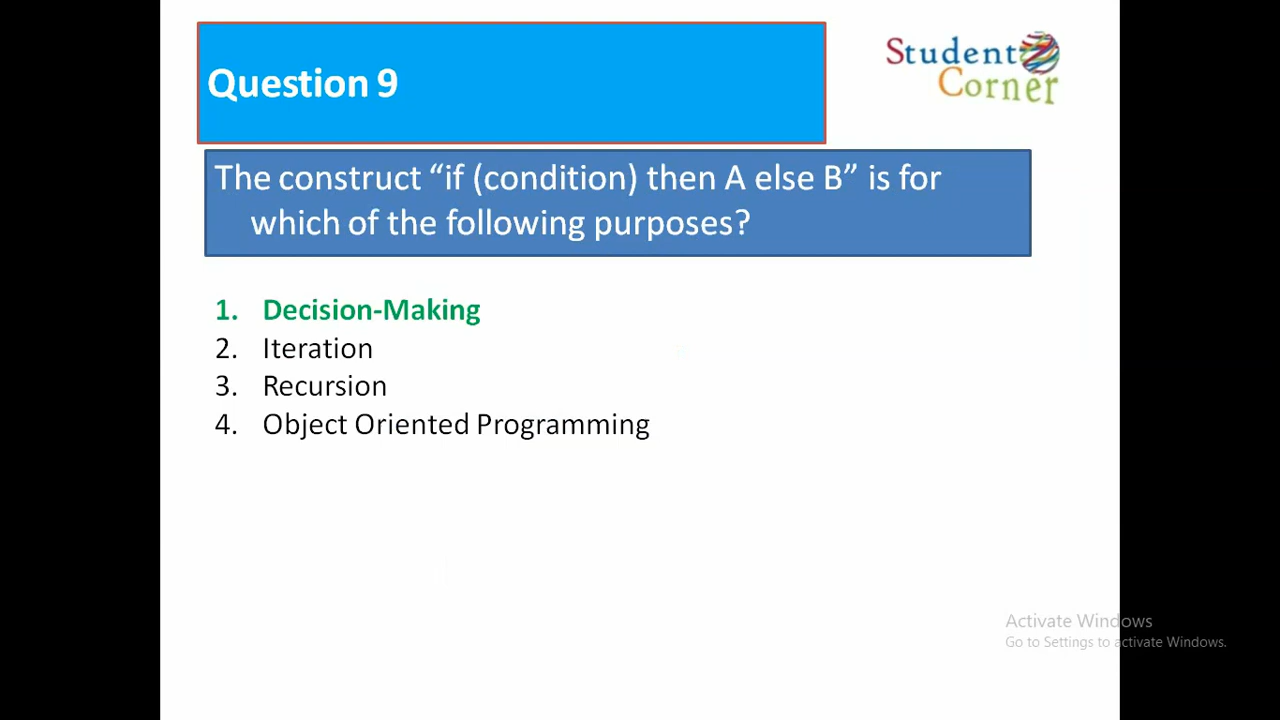 Question 9
Student
Corner
The construct “if (condition) then A else B” is for
which of the following purposes?
1. Decision-Making
2. Iteration
3. Recursion
4. Object Oriented Programming
Activate Windows
Go to Settings to activate Windows.